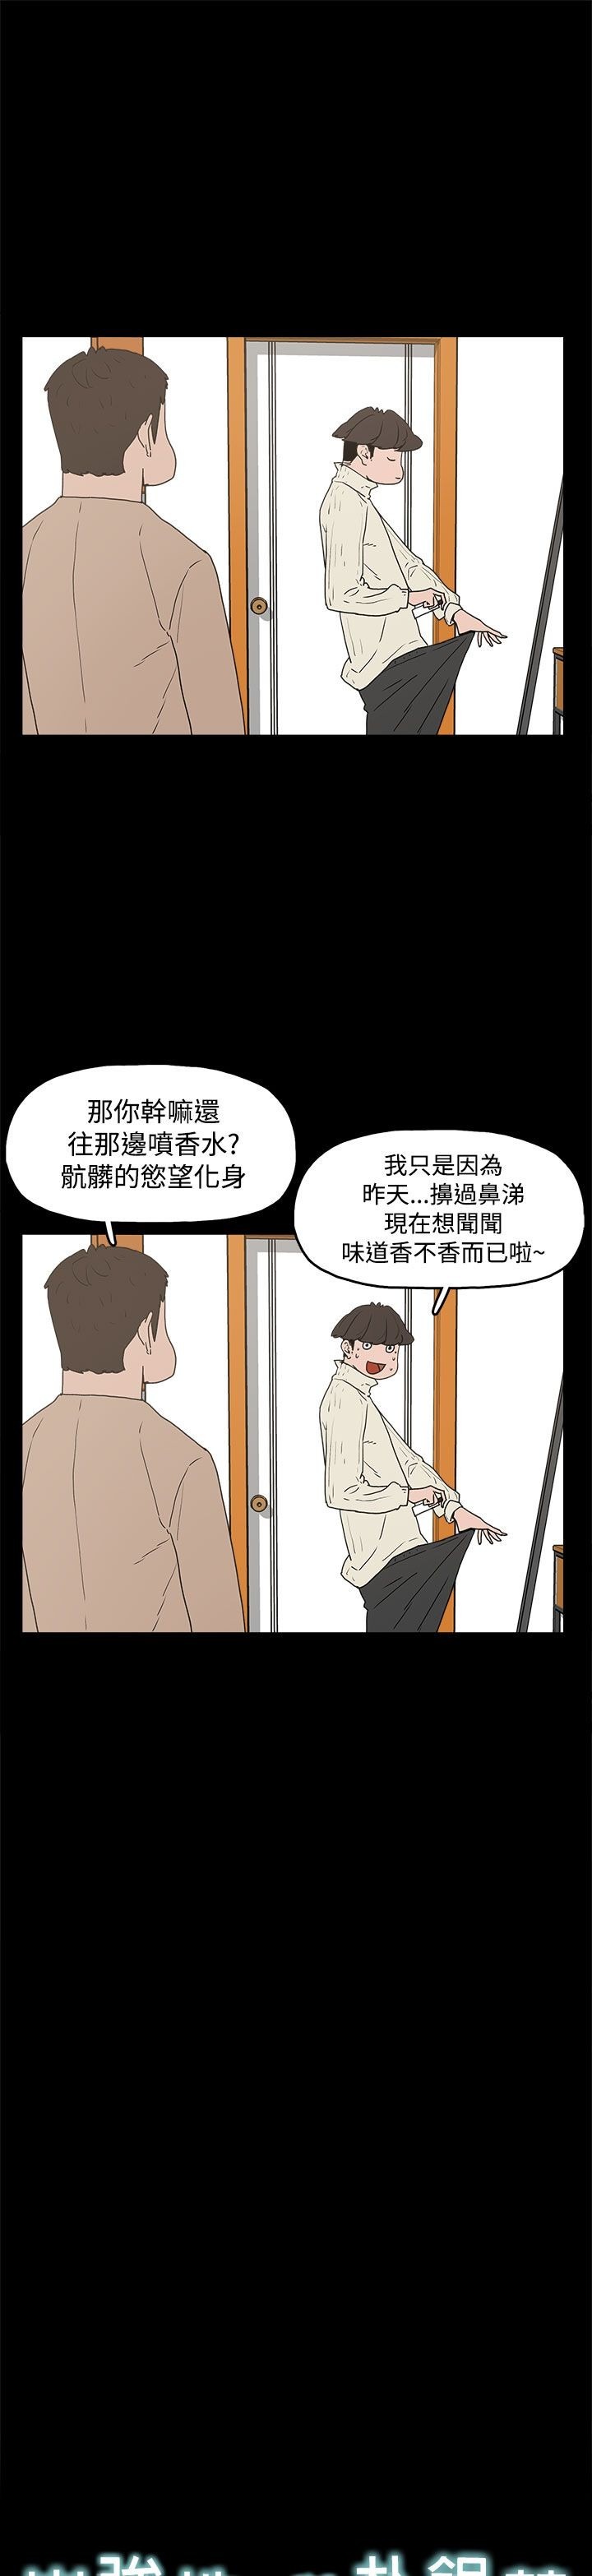 那你幹嘛還
往那邊噴香水?
骯髒的慾望化身
我只是因為
昨天...擤過鼻涕
現在想聞聞
味道香不香而已啦~